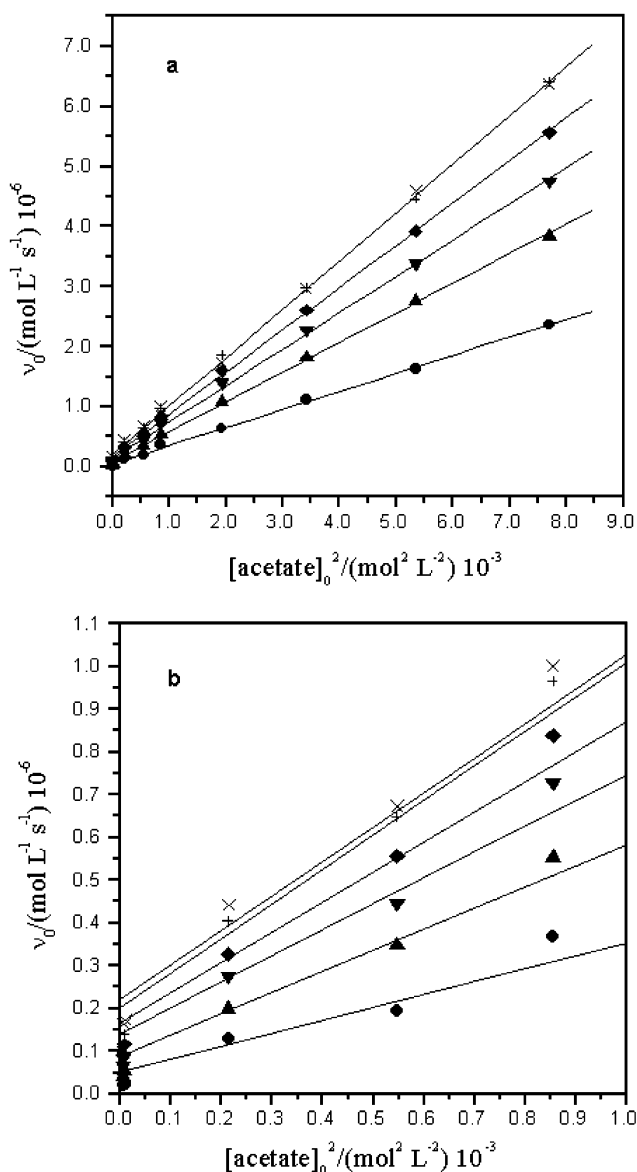 a
7.0
6.0
5.0
4.0
3.0
2.0
1.0
0.0
ν₀/(mol L⁻¹ s⁻¹) 10⁻⁶
0.0 1.0 2.0 3.0 4.0 5.0 6.0 7.0 8.0 9.0
[acetate]₀²/(mol² L⁻²) 10⁻³
b
1.1
1.0
0.9
0.8
0.7
0.6
0.5
0.4
0.3
0.2
0.1
0.0
ν₀/(mol L⁻¹ s⁻¹) 10⁻⁶
0.0 0.1 0.2 0.3 0.4 0.5 0.6 0.7 0.8 0.9 1.0
[acetate]₀²/(mol² L⁻²) 10⁻³